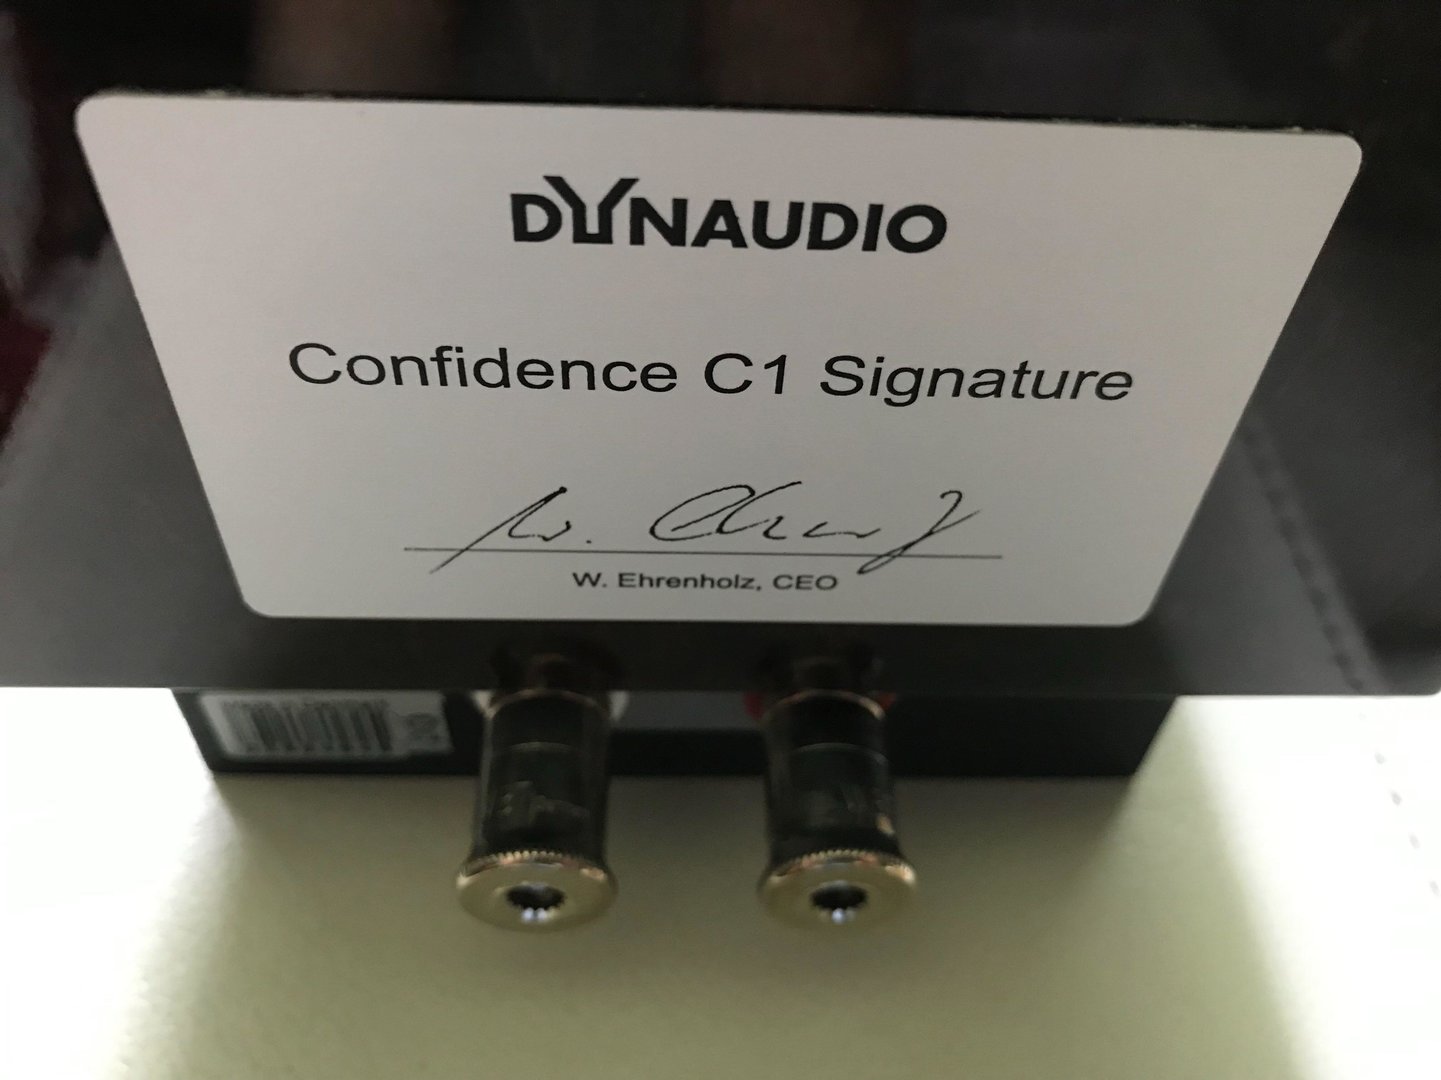 DYNAUDIO
Confidence C1 Signature
W. Ehrenholz, CEO